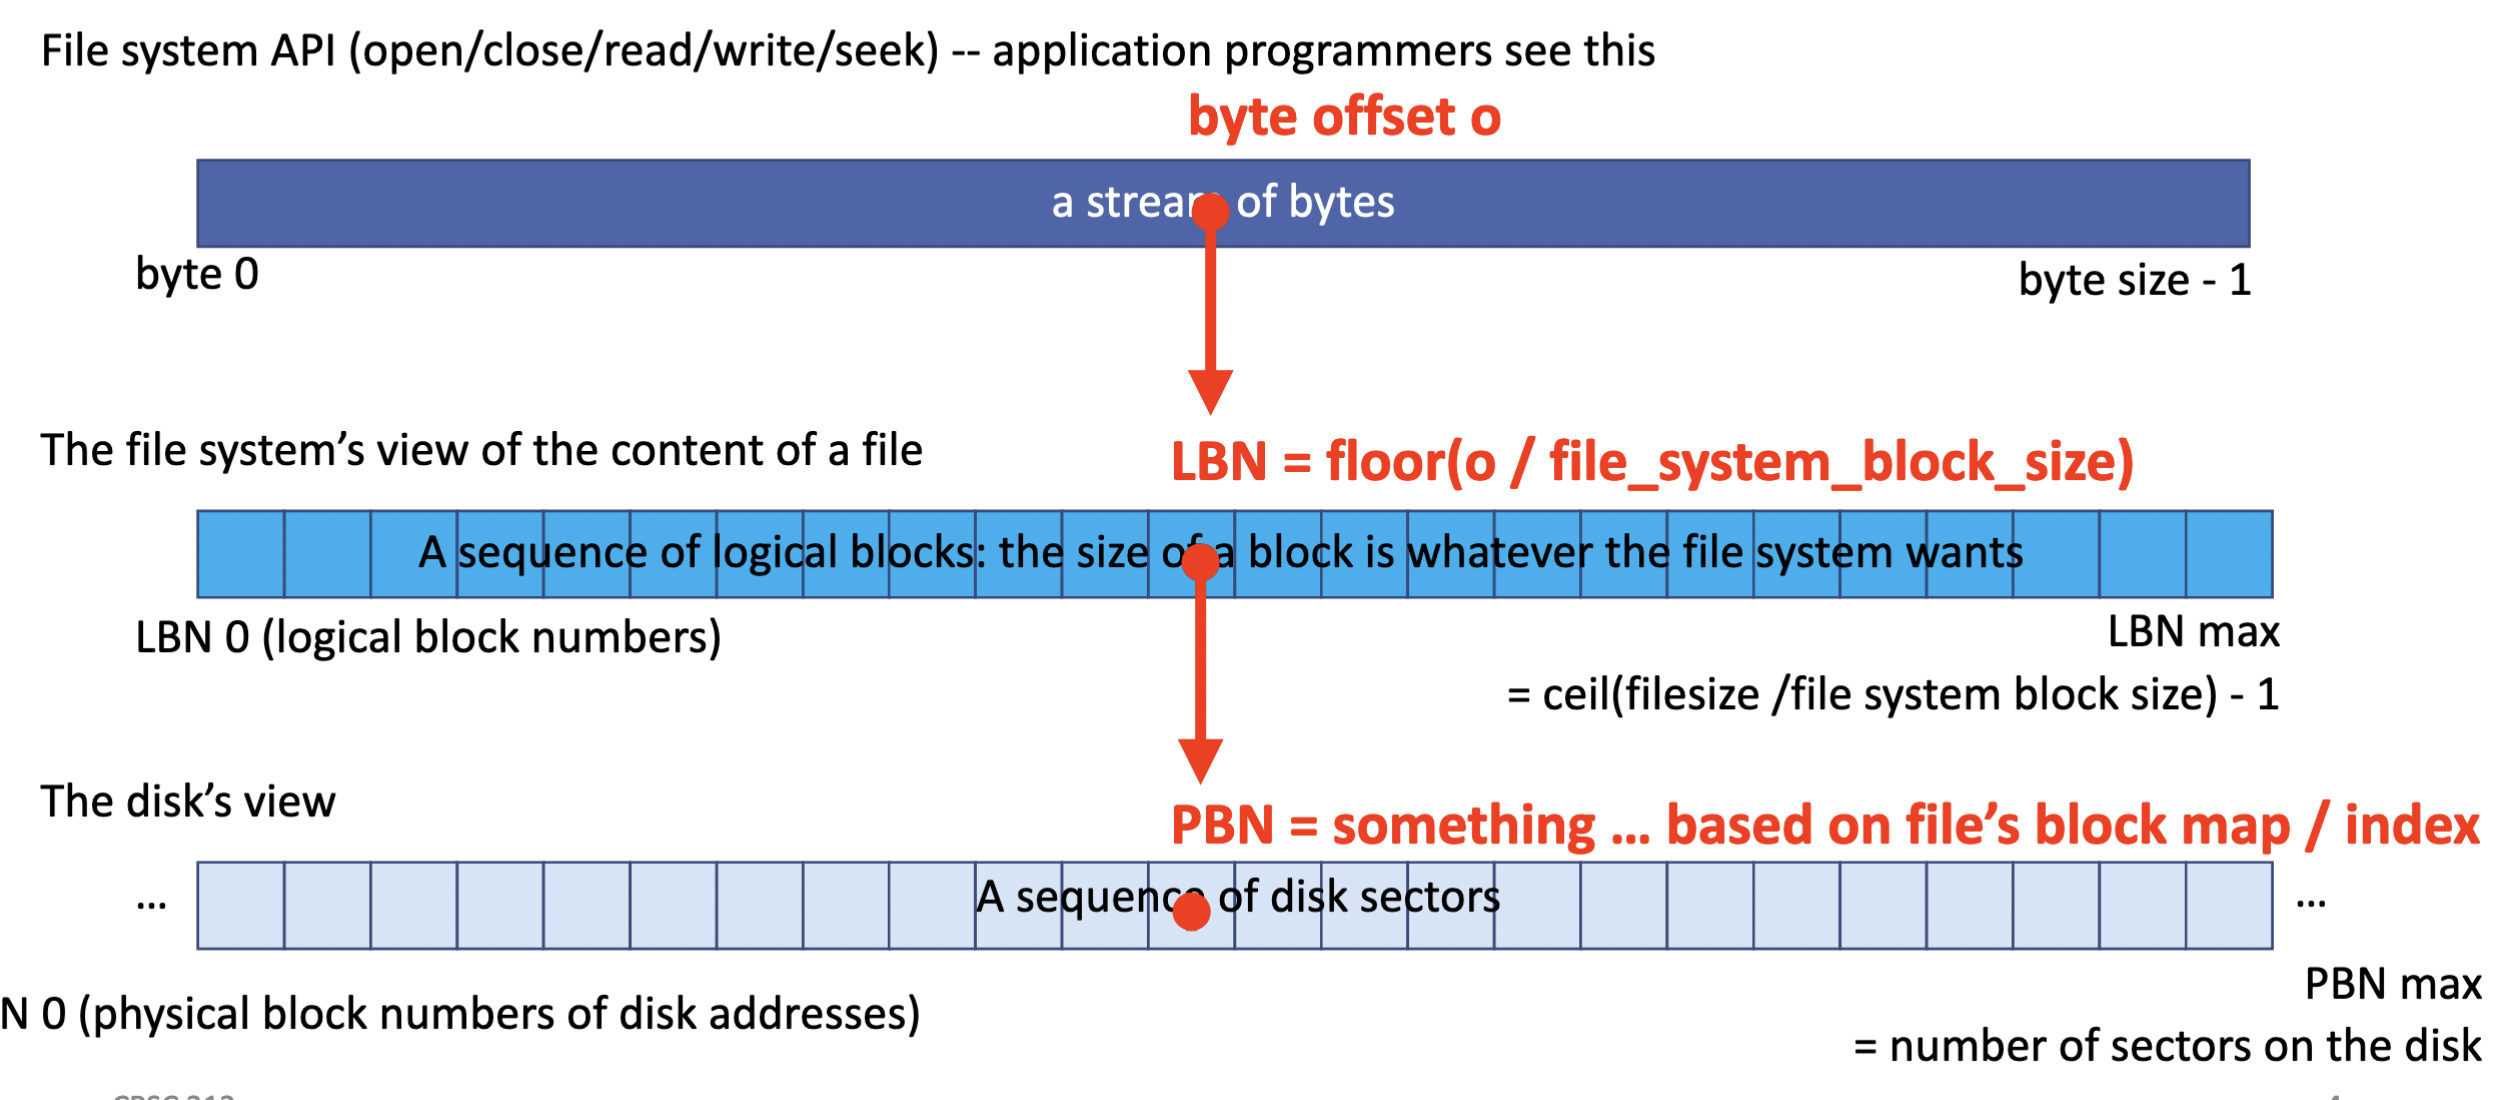 File system API (open/close/read/write/seek) -- application programmers see this
byte offset o
a stream of bytes
byte 0
byte size - 1
The file system’s view of the content of a file
LBN = floor(o / file_system_block_size)
A sequence of logical blocks: the size of a block is whatever the file system wants
LBN 0 (logical block numbers)
LBN max
= ceil(filesize /file system block size) - 1
The disk’s view
PBN = something ... based on file’s block map / index
... A sequence of disk sectors ...
N 0 (physical block numbers of disk addresses)
PBN max
= number of sectors on the disk